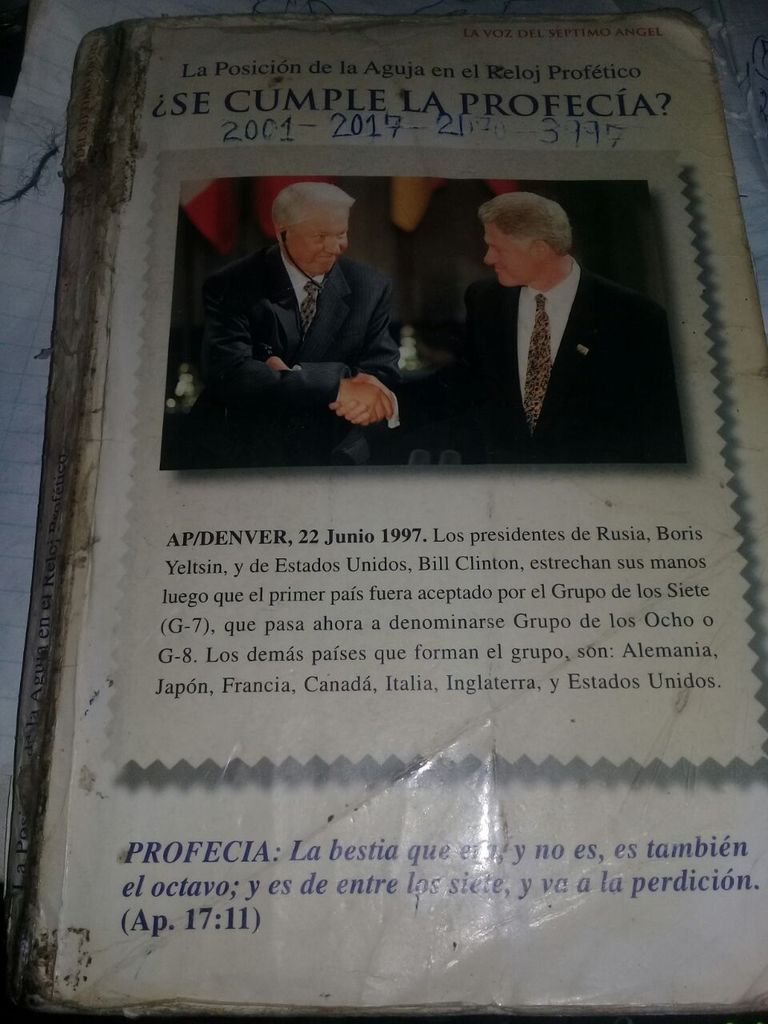 LA VOZ DEL SEPTIMO ANGEL
La Posición de la Aguja en el Reloj Profético
¿SE CUMPLE LA PROFECÍA?
2001 - 2017
AP/DENVER, 22 Junio 1997. Los presidentes de Rusia, Boris
Yeltsin, y de Estados Unidos, Bill Clinton, estrechan sus manos
luego que el primer país fuera aceptado por el Grupo de los Siete
(G-7), que pasa ahora a denominarse Grupo de los Ocho o
G-8. Los demás países que forman el grupo, son: Alemania,
Japón, Francia, Canadá, Italia, Inglaterra, y Estados Unidos.
PROFECIA: La bestia que era, y no es, es también
el octavo; y es de entre los siete, y va a la perdición.
(Ap. 17:11)
de la Aguja en el Reloj Profético